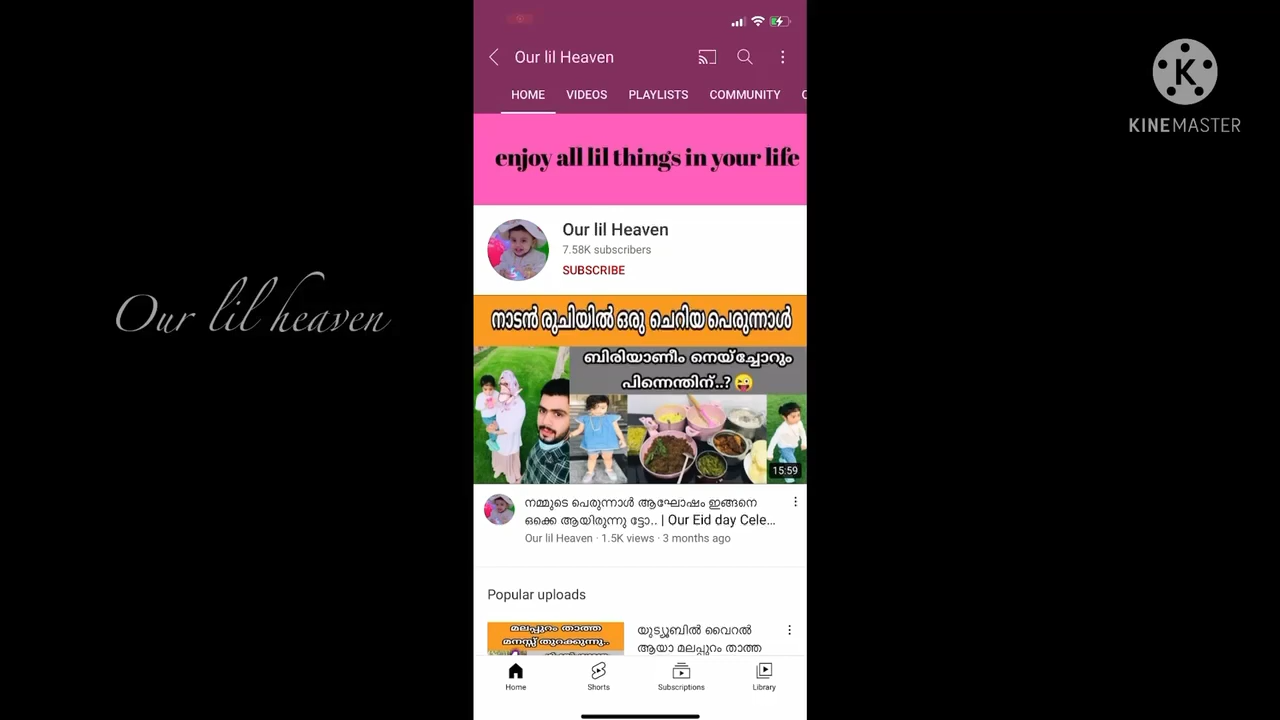 Our lil Heaven
HOME VIDEOS PLAYLISTS COMMUNITY
enjoy all lil things in your life
Our lil Heaven
7.58K subscribers
SUBSCRIBE
നാടൻ രുചിയിൽ ഒരു ചെറിയ പെരുന്നാൾ
ബിരിയാണീം നെയ്ച്ചോറും
പിന്നെന്തിന്..?
15:59
നമ്മുടെ പെരുന്നാൾ ആഘോഷം ഇങ്ങനെ
ഒക്കെ ആയിരുന്നു ട്ടോ.. | Our Eid day Cele...
Our lil Heaven · 1.5K views · 3 months ago
Popular uploads
മലപ്പുറം താത്ത
മനസ്സ് തുറക്കുന്നു..
യുട്യൂബിൽ വൈറൽ
ആയാ മലപ്പുറം താത്ത
Home Shorts Subscriptions Library
Our lil heaven
K
KINEMASTER